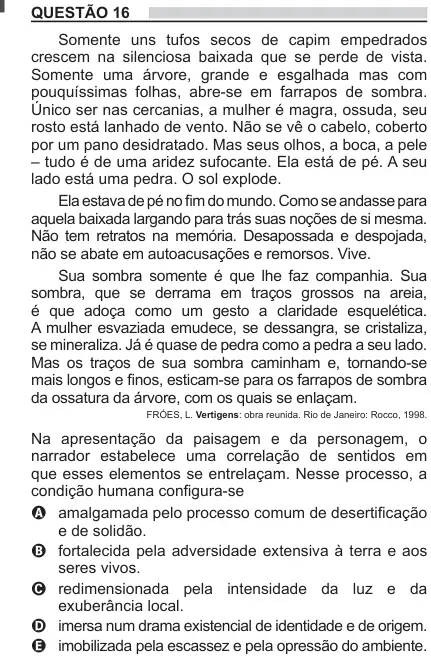 QUESTÃO 16
Somente uns tufos secos de capim empedrados
crescem na silenciosa baixada que se perde de vista.
Somente uma árvore, grande e esgalhada mas com
pouquíssimas folhas, abre-se em farrapos de sombra.
Único ser nas cercanias, a mulher é magra, ossuda, seu
rosto está lanhado de vento. Não se vê o cabelo, coberto
por um pano desidratado. Mas seus olhos, a boca, a pele
– tudo é de uma aridez sufocante. Ela está de pé. A seu
lado está uma pedra. O sol explode.
Ela estava de pé no fim do mundo. Como se andasse para
aquela baixada largando para trás suas noções de si mesma.
Não tem retratos na memória. Desapossada e despojada,
não se abate em autoacusações e remorsos. Vive.
Sua sombra somente é que lhe faz companhia. Sua
sombra, que se derrama em traços grossos na areia,
é que adoça como um gesto a claridade esquelética.
A mulher esvaziada emudece, se dessangra, se cristaliza,
se mineraliza. Já é quase de pedra como a pedra a seu lado.
Mas os traços de sua sombra caminham e, tornando-se
mais longos e finos, esticam-se para os farrapos de sombra
da ossatura da árvore, com os quais se enlaçam.
FRÓES, L. Vertigens: obra reunida. Rio de Janeiro: Rocco, 1998.
Na apresentação da paisagem e da personagem, o
narrador estabelece uma correlação de sentidos em
que esses elementos se entrelaçam. Nesse processo, a
condição humana configura-se
A amalgamada pelo processo comum de desertificação
e de solidão.
B fortalecida pela adversidade extensiva à terra e aos
seres vivos.
C redimensionada pela intensidade da luz e da
exuberância local.
D imersa num drama existencial de identidade e de origem.
E imobilizada pela escassez e pela opressão do ambiente.